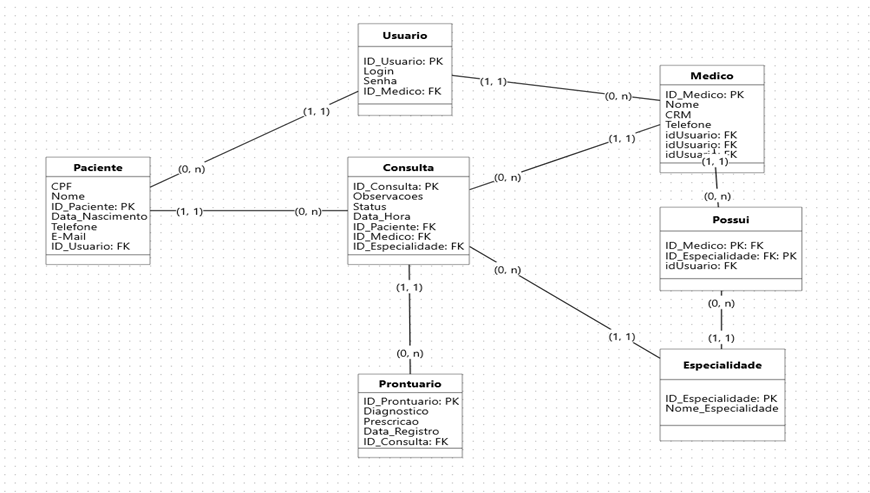 Usuario
ID_Usuario: PK
Login
Senha
ID_Medico: FK
(1, 1)
(0, n)
Medico
ID_Medico: PK
Nome
CRM
Telefone
idUsuario: FK
idUsuario: FK
idUsuario: FK
(1, 1)
(0, n)
(1, 1)
(0, n)
(1, 1)
(0, n)
Paciente
CPF
Nome
ID_Paciente: PK
Data_Nascimento
Telefone
E-Mail
ID_Usuario: FK
(1, 1)
(0, n)
Consulta
ID_Consulta: PK
Observacoes
Status
Data_Hora
ID_Paciente: FK
ID_Medico: FK
ID_Especialidade: FK
Possui
ID_Medico: PK: FK
ID_Especialidade: FK: PK
idUsuario: FK
(0, n)
(1, 1)
(0, n)
(1, 1)
(1, 1)
(0, n)
Prontuario
ID_Prontuario: PK
Diagnostico
Prescricao
Data_Registro
ID_Consulta: FK
Especialidade
ID_Especialidade: PK
Nome_Especialidade